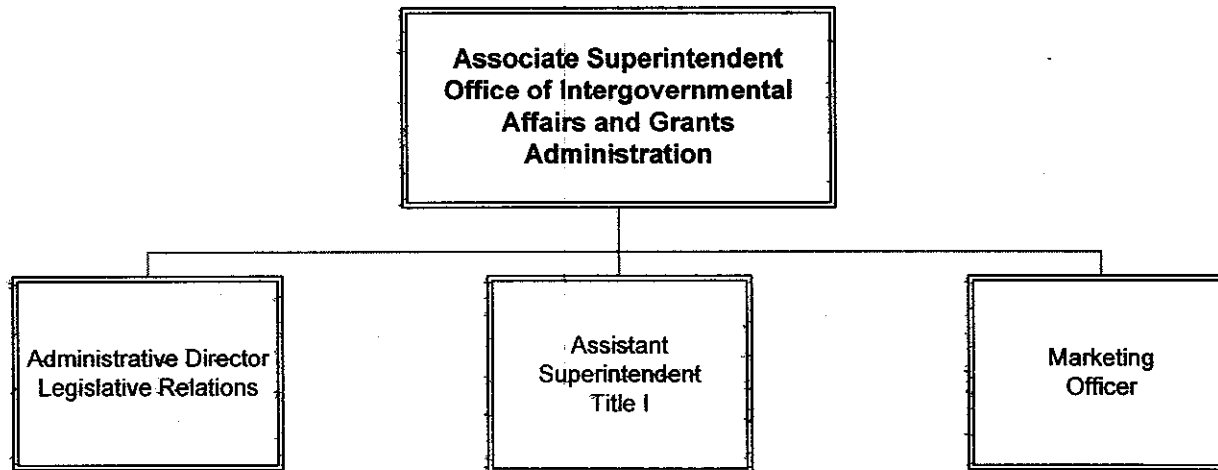 Associate Superintendent
Office of Intergovernmental
Affairs and Grants
Administration
Administrative Director
Legislative Relations
Assistant
Superintendent
Title I
Marketing
Officer